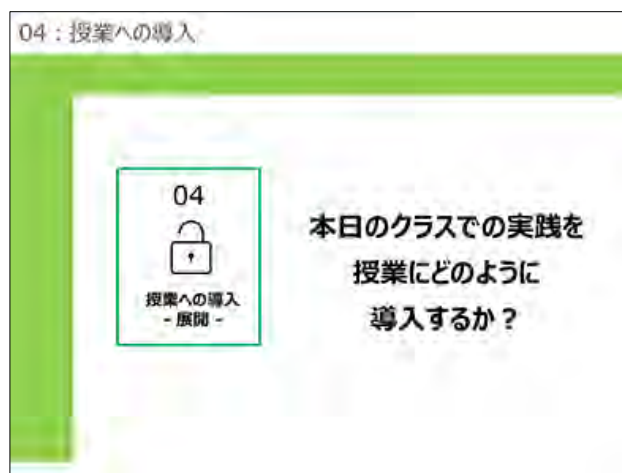 04：授業への導入
04
授業への導入
- 展開 -
本日のクラスでの実践を
授業にどのように
導入するか？